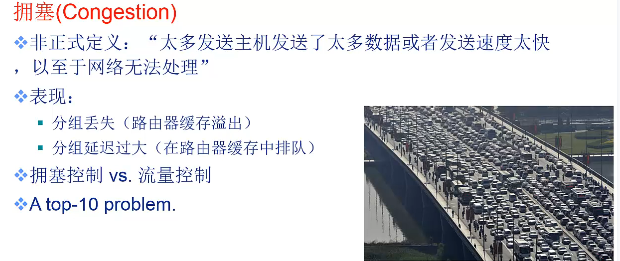 拥塞(Congestion)
❖非正式定义：“太多发送主机发送了太多数据或者发送速度太快
，以至于网络无法处理”
❖表现：
▪ 分组丢失（路由器缓存溢出）
▪ 分组延迟过大（在路由器缓存中排队）
❖拥塞控制 vs. 流量控制
❖A top-10 problem.